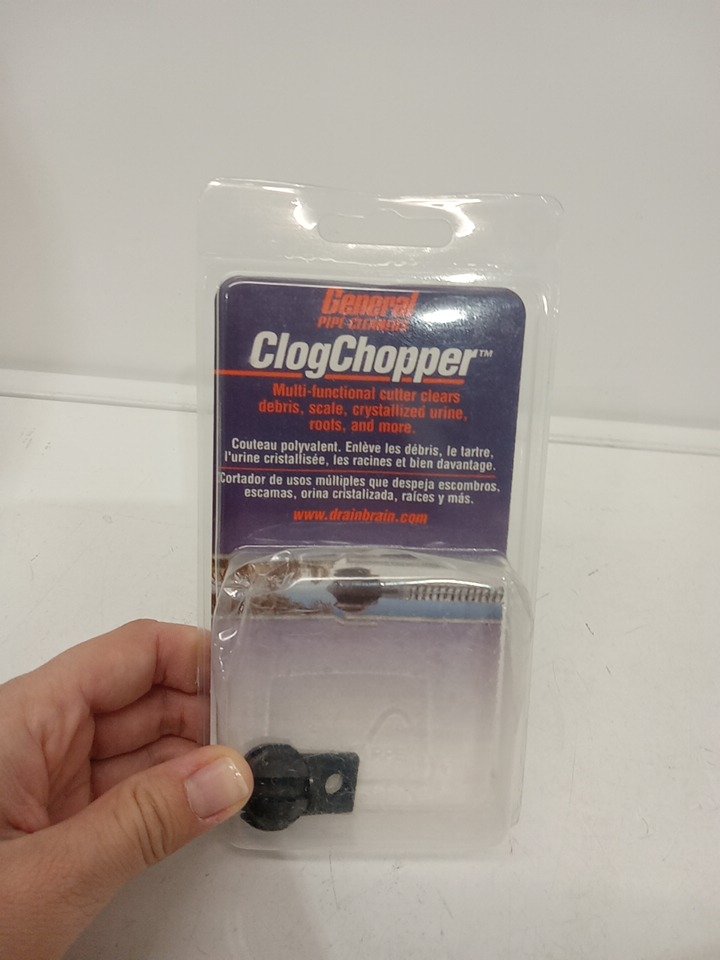 General
PIPE CLEANERS
ClogChopper™
Multi-functional cutter clears
debris, scale, crystallized urine,
roots, and more.
Couteau polyvalent. Enlève les débris, le tartre,
l'urine cristallisée, les racines et bien davantage.
Cortador de usos múltiples que despeja escombros,
escamas, orina cristalizada, raíces y más.
www.drainbrain.com